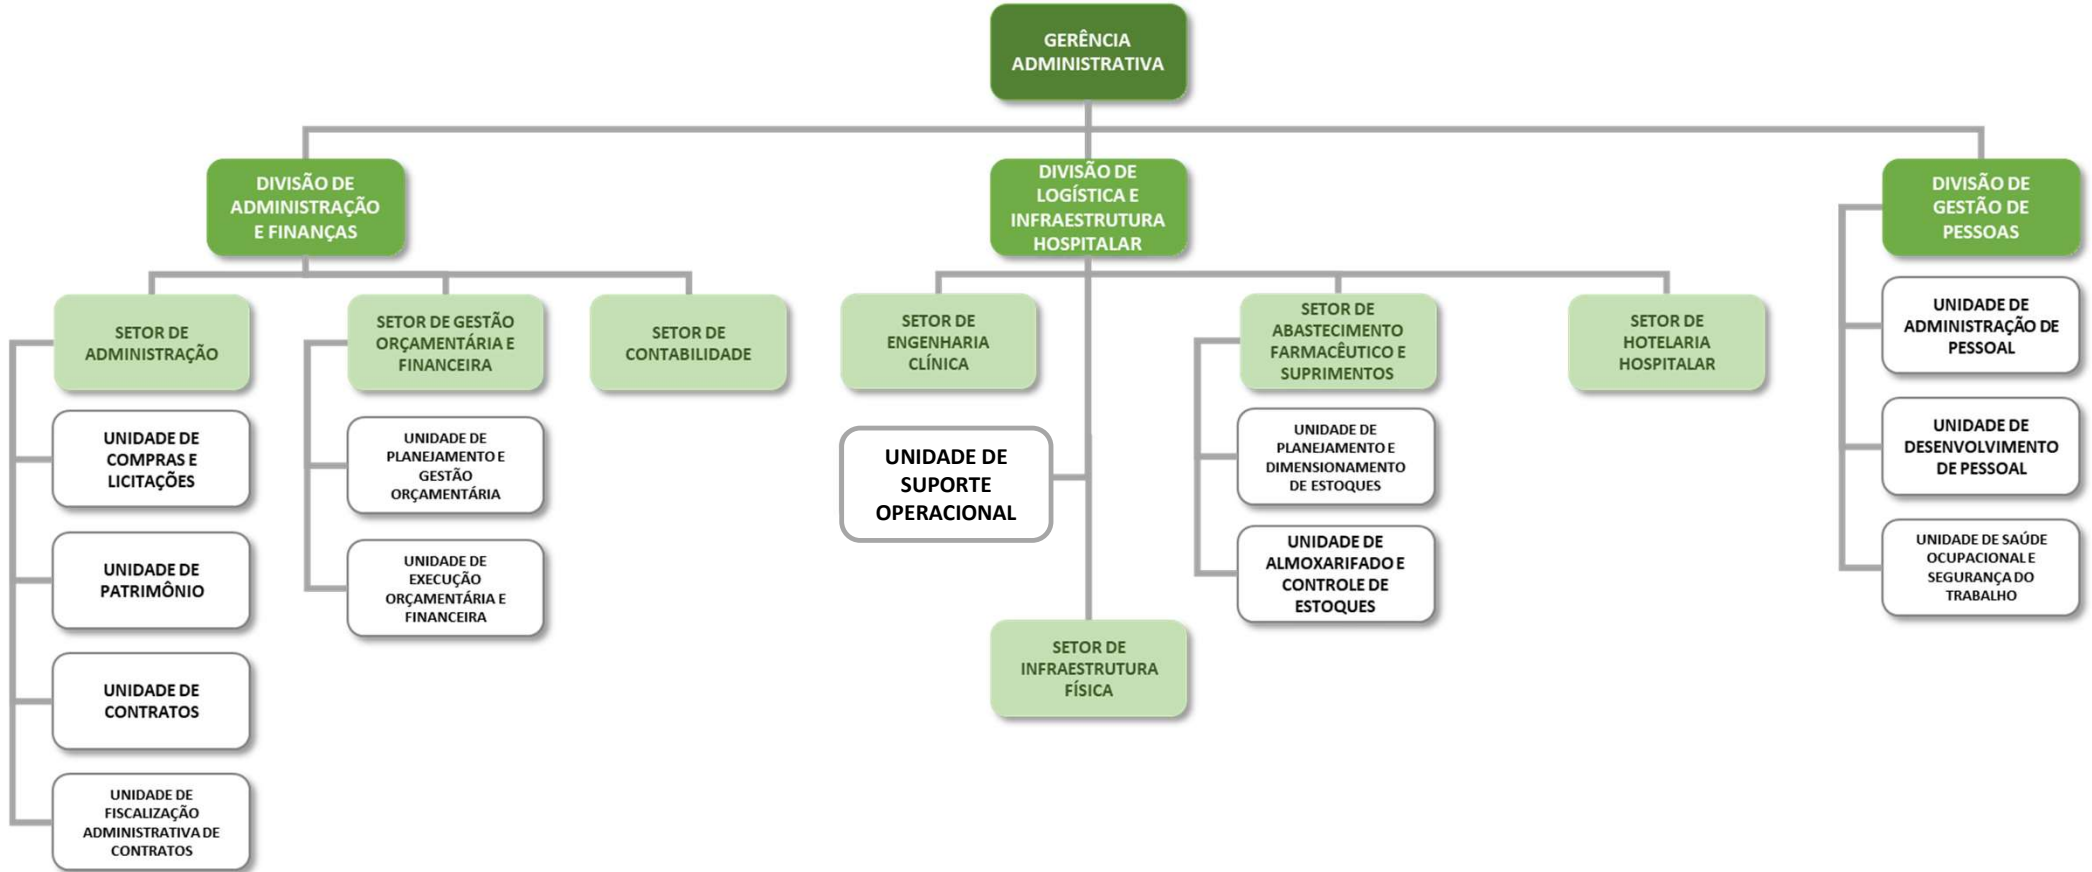 GERÊNCIA
ADMINISTRATIVA
DIVISÃO DE
ADMINISTRAÇÃO
E FINANÇAS
DIVISÃO DE
LOGÍSTICA E
INFRAESTRUTURA
HOSPITALAR
DIVISÃO DE
GESTÃO DE
PESSOAS
SETOR DE
ADMINISTRAÇÃO
SETOR DE GESTÃO
ORÇAMENTÁRIA E
FINANCEIRA
SETOR DE
CONTABILIDADE
SETOR DE
ENGENHARIA
CLÍNICA
SETOR DE
ABASTECIMENTO
FARMACÊUTICO E
SUPRIMENTOS
SETOR DE
HOTELARIA
HOSPITALAR
UNIDADE DE
ADMINISTRAÇÃO DE
PESSOAL
UNIDADE DE
COMPRAS E
LICITAÇÕES
UNIDADE DE
PLANEJAMENTO E
GESTÃO
ORÇAMENTÁRIA
UNIDADE DE
SUPORTE
OPERACIONAL
UNIDADE DE
PLANEJAMENTO E
DIMENSIONAMENTO
DE ESTOQUES
UNIDADE DE
DESENVOLVIMENTO
DE PESSOAL
UNIDADE DE
PATRIMÔNIO
UNIDADE DE
EXECUÇÃO
ORÇAMENTÁRIA E
FINANCEIRA
UNIDADE DE
ALMOXARIFADO E
CONTROLE DE
ESTOQUES
UNIDADE DE SAÚDE
OCUPACIONAL E
SEGURANÇA DO
TRABALHO
UNIDADE DE
CONTRATOS
SETOR DE
INFRAESTRUTURA
FÍSICA
UNIDADE DE
FISCALIZAÇÃO
ADMINISTRATIVA DE
CONTRATOS